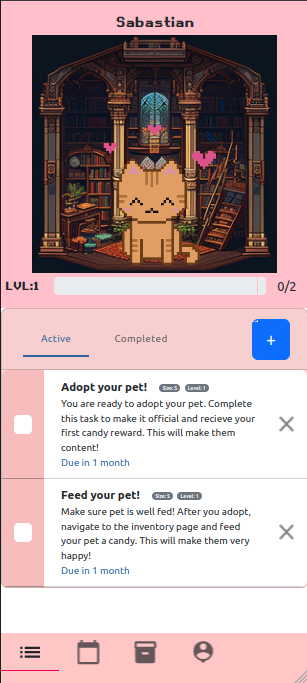 Sabastian
LVL:1 0/2
Active Completed +
Adopt your pet! Size: S Level: 1
You are ready to adopt your pet. Complete
this task to make it official and recieve your
first candy reward. This will make them
content!
Due in 1 month
Feed your pet! Size: S Level: 1
Make sure pet is well fed! After you adopt,
navigate to the inventory page and feed
your pet a candy. This will make them very
happy!
Due in 1 month